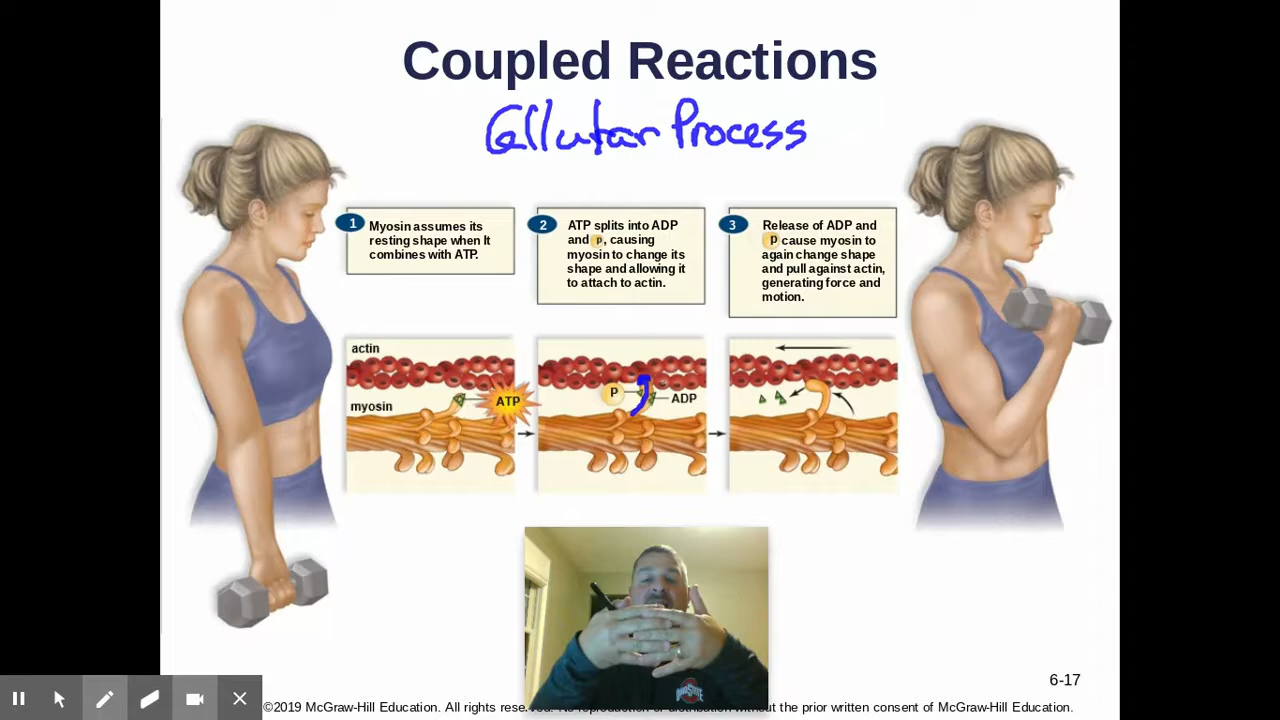 Coupled Reactions
Cellular Process
1
Myosin assumes its
resting shape when It
combines with ATP.
2
ATP splits into ADP
and P, causing
myosin to change its
shape and allowing it
to attach to actin.
3
Release of ADP and
P cause myosin to
again change shape
and pull against actin,
generating force and
motion.
actin
myosin
ATP
P
ADP
OHIO STATE
6-17
©2019 McGraw-Hill Education. All rights reserved. No reproduction or distribution without the prior written consent of McGraw-Hill Education.